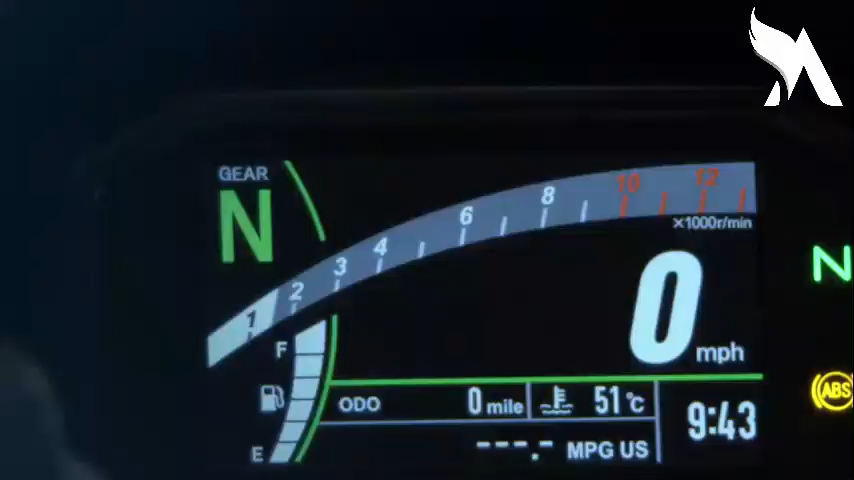 GEAR
N
1 2 3 4 6 8 10 12
×1000r/min
0 mph
N
F
E
ODO 0 mile 51 °C
ABS
9:43
---.- MPG US